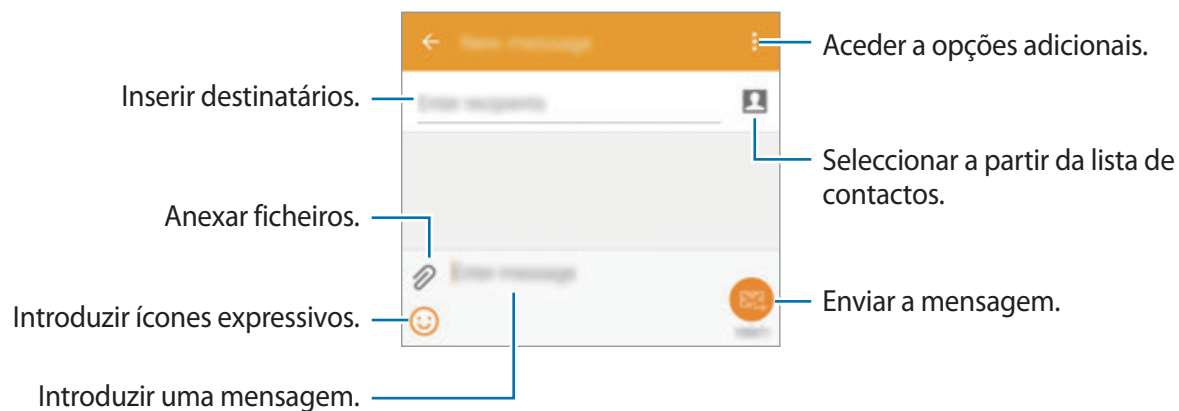 Aceder a opções adicionais.
Inserir destinatários.
Seleccionar a partir da lista de
contactos.
Anexar ficheiros.
Enviar a mensagem.
Introduzir ícones expressivos.
Introduzir uma mensagem.